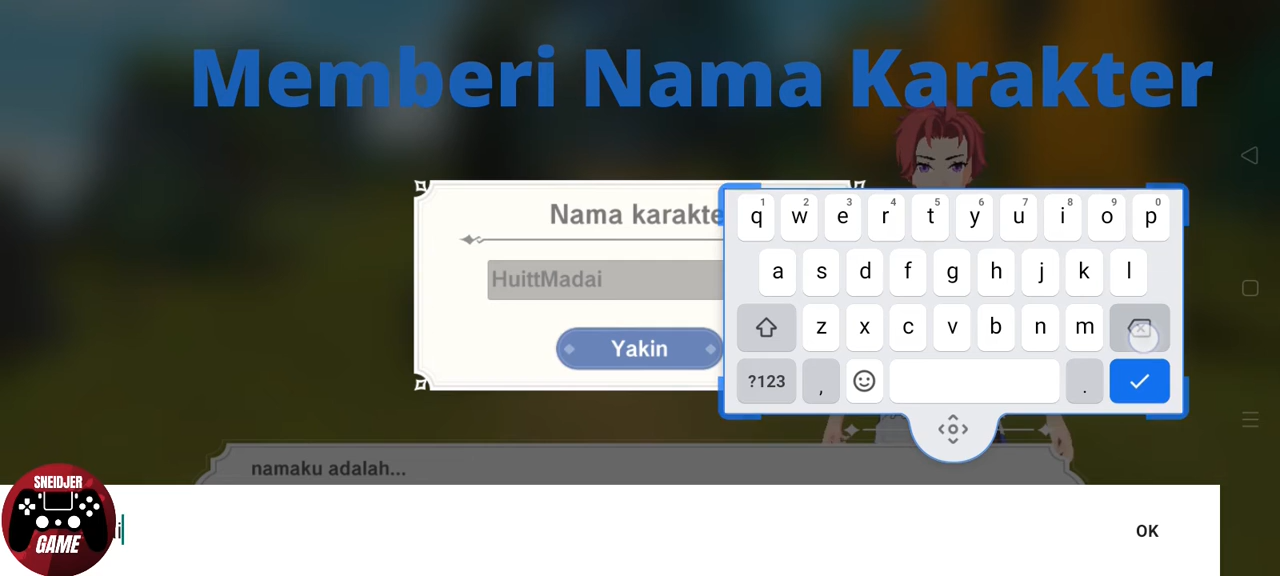 Memberi Nama Karakter
Nama karakte
HuittMadai
Yakin
1 2 3 4 5 6 7 8 9 0
q w e r t y u i o p
a s d f g h j k l
z x c v b n m
?123 , .
namaku adalah...
i
OK
SNEIDJER
GAME